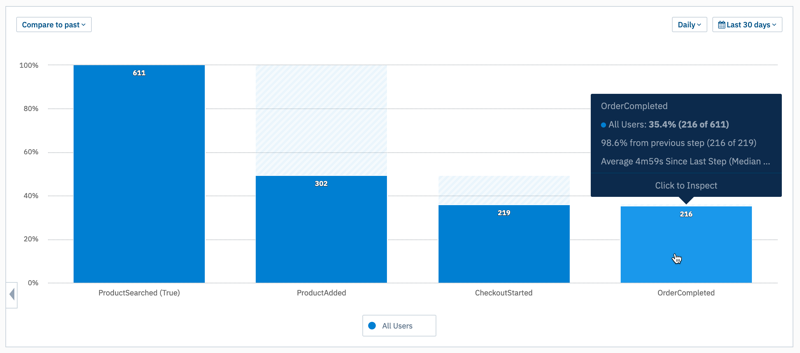 Compare to past
Daily
Last 30 days
100%
80%
60%
40%
20%
0%
611
302
219
216
OrderCompleted
All Users: 35.4% (216 of 611)
98.6% from previous step (216 of 219)
Average 4m59s Since Last Step (Median ...
Click to Inspect
ProductSearched (True)
ProductAdded
CheckoutStarted
OrderCompleted
All Users